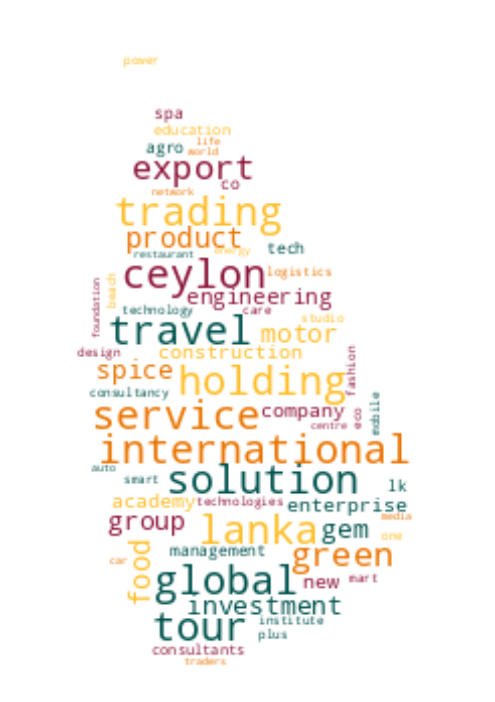 power
spa
education
life
agro
world
export
co
network
trading
product
tech
restaurant
energy
ceylon
logistics
beach
engineering
foundation
technology
care
studio
travel
motor
design
construction
fashion
spice
holding
consultancy
mobile
service
company
eco
centre
international
auto
smart
solution
lk
academy
technologies
enterprise
group
lanka
gem
media
one
management
green
car
food
global
new
mart
investment
tour
institute
plus
consultants
traders